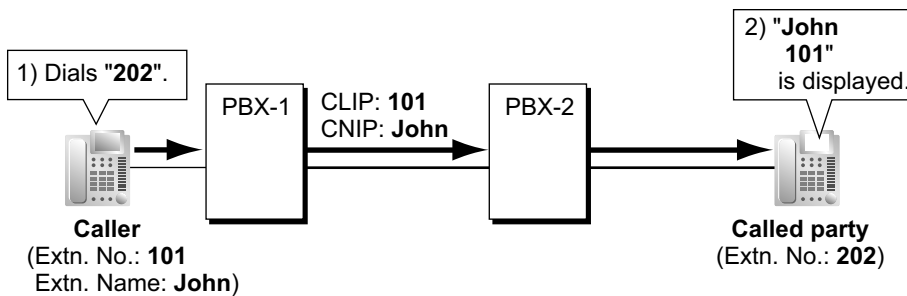 1) Dials "202".
PBX-1
CLIP: 101
CNIP: John
PBX-2
2) "John
101"
is displayed.
Caller
(Extn. No.: 101
Extn. Name: John)
Called party
(Extn. No.: 202)